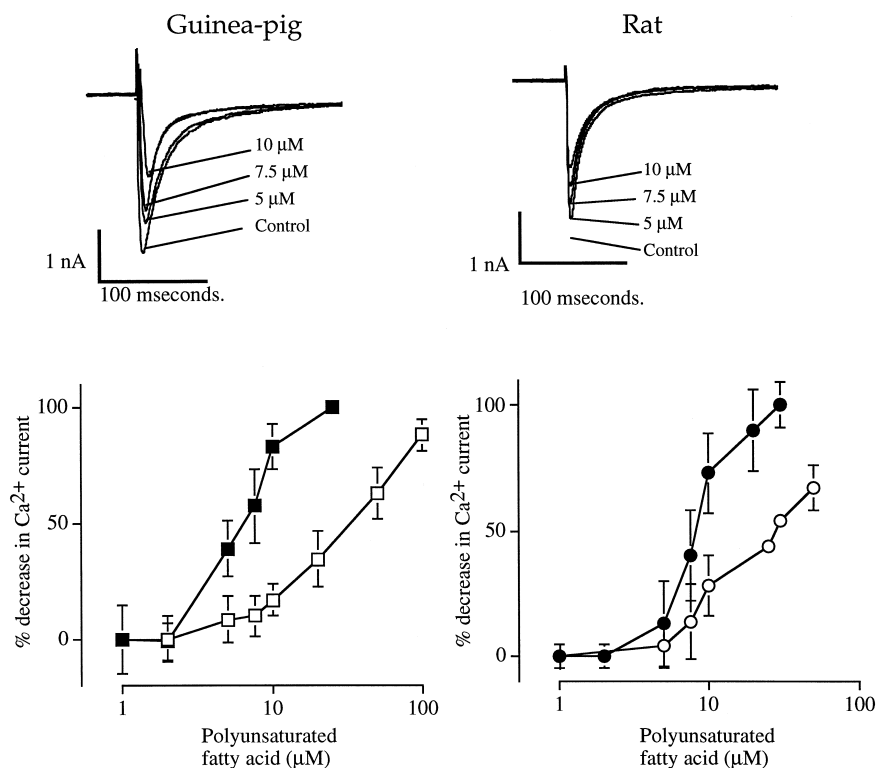 Guinea-pig
10 μM
7.5 μM
5 μM
Control
1 nA
100 mseconds.
Rat
10 μM
7.5 μM
5 μM
Control
1 nA
100 mseconds.
% decrease in Ca2+ current
100
50
0
1
10
100
Polyunsaturated
fatty acid (μM)
% decrease in Ca2+ current
100
50
0
1
10
100
Polyunsaturated
fatty acid (μM)